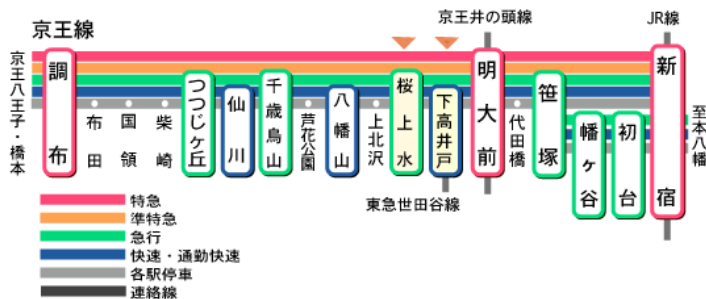 京王線
京王井の頭線
JR線
京王八王子・橋本
調布
布田
国領
柴崎
つつじヶ丘
仙川
千歳烏山
芦花公園
八幡山
上北沢
桜上水
下高井戸
明大前
代田橋
笹塚
幡ヶ谷
初台
新宿
至本八幡
東急世田谷線
特急
準特急
急行
快速・通勤快速
各駅停車
連絡線